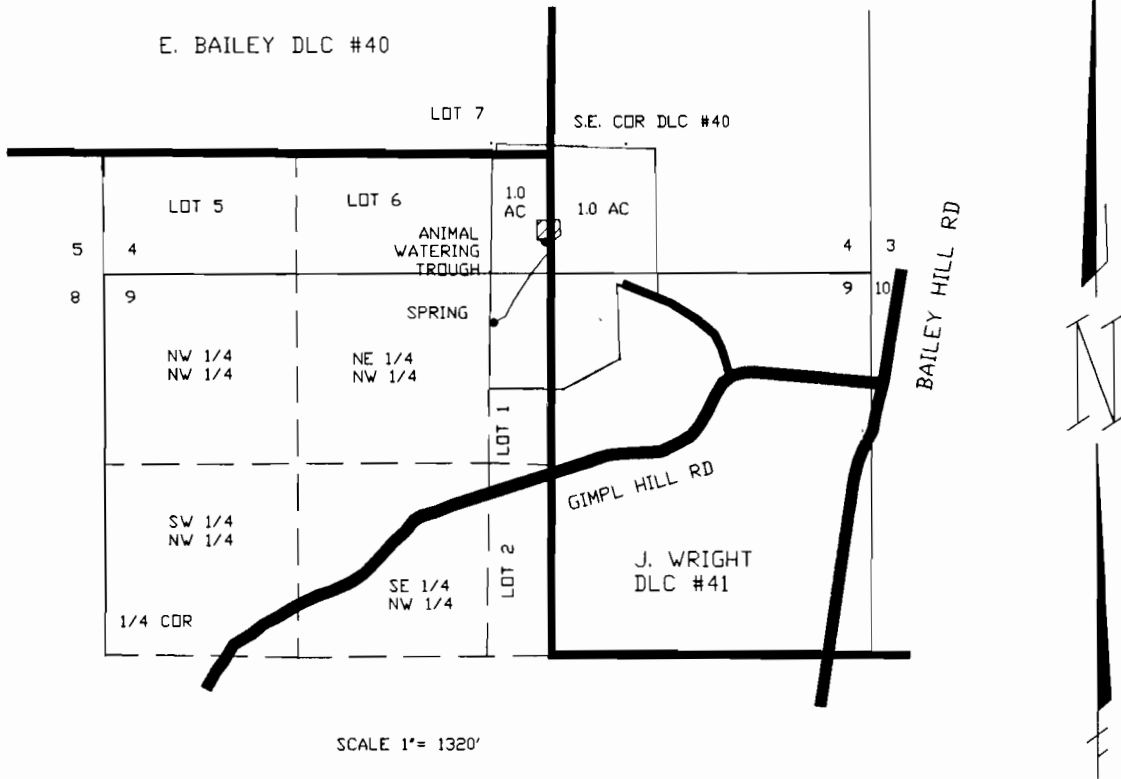 E. BAILEY DLC #40
LOT 7
S.E. COR DLC #40
LOT 5
LOT 6
1.0
AC
1.0 AC
ANIMAL
WATERING
TROUGH
5
4
4
3
8
9
9
10
SPRING
BAILEY HILL RD
N
NW 1/4
NW 1/4
NE 1/4
NW 1/4
LOT 1
GIMPL HILL RD
SW 1/4
NW 1/4
LOT 2
J. WRIGHT
DLC #41
SE 1/4
NW 1/4
1/4 COR
SCALE 1"= 1320'